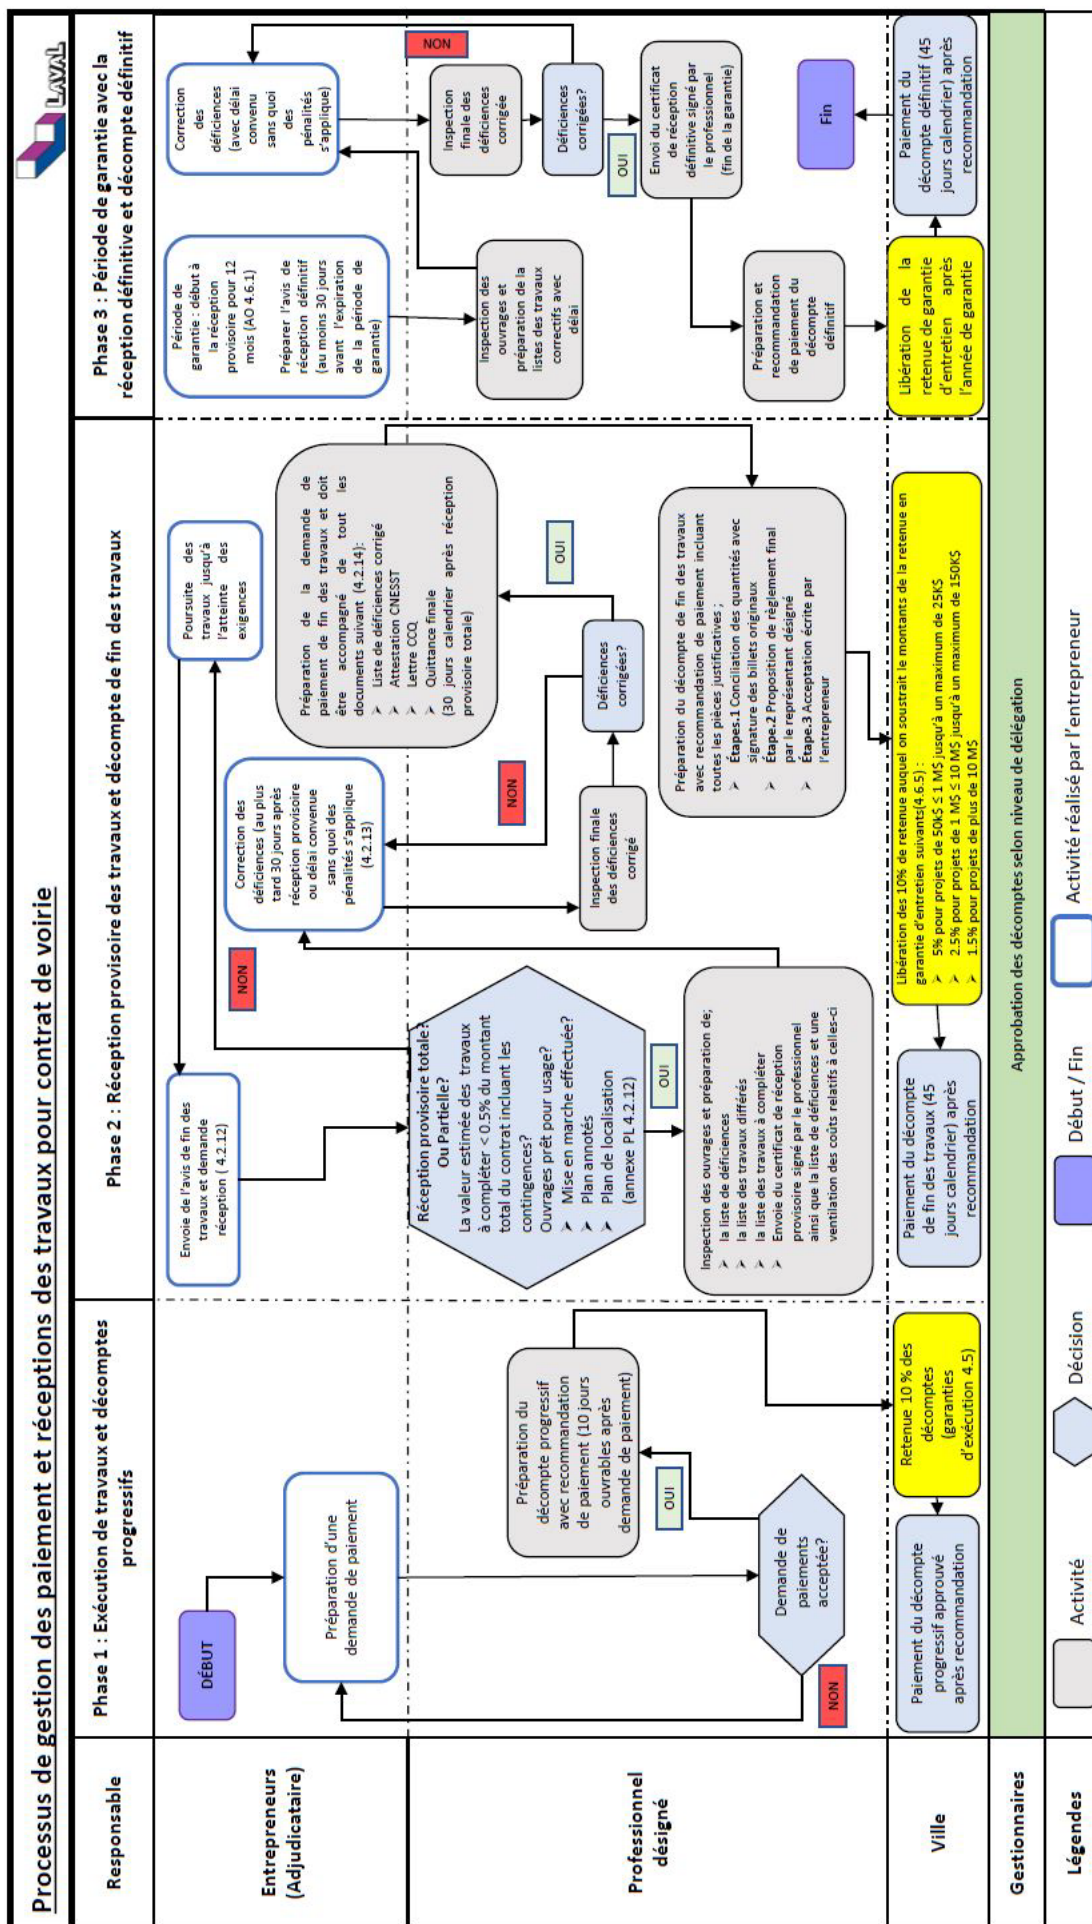 Processus de gestion des paiement et réceptions des travaux pour contrat de voirie
LAVAL
Responsable
Phase 1 : Exécution de travaux et décomptes
progressifs
Phase 2 : Réception provisoire des travaux et décompte de fin des travaux
Phase 3 : Période de garantie avec la
réception définitive et décompte définitif
Entrepreneurs
(Adjudicataire)
DÉBUT
Préparation d'une
demande de paiement
Envoie de l'avis de fin des
travaux et demande
réception ( 4.2.12)
Poursuite des
travaux jusqu'à
l'atteinte des
exigences
NON
Correction des
déficiences (au plus
tard 30 jours après
réception provisoire
ou délai convenue
sans quoi des
pénalités s'applique
(4.2.13)
Période de
garantie : début à
la réception
provisoire pour 12
mois (AO 4.6.1)
Préparer l'avis de
réception définitif
(au moins 30 jours
avant l'expiration
de la période de
garantie)
Correction
des
déficiences
(avec délai
convenu
sans quoi
des
pénalités
s'applique)
Professionnel
désigné
Demande de
paiements
acceptée?
NON
OUI
Préparation du
décompte progressif
avec recommandation
de paiement (10 jours
ouvrables après
demande de paiement)
Réception provisoire totale?
Ou Partielle?
La valeur estimée des travaux
à compléter < 0.5% du montant
total du contrat incluant les
contingences?
Ouvrages prêt pour usage?
➢ Mise en marche effectuée?
➢ Plan annotés
➢ Plan de localisation
(annexe PL 4.2.12)
OUI
Inspection des ouvrages et préparation de;
➢ la liste de déficiences
➢ la liste des travaux différés
➢ la liste des travaux à compléter
➢ Envoie du certificat de réception
provisoire signé par le professionnel
ainsi que la liste de déficiences et une
ventilation des coûts relatifs à celles-ci
Inspection finale
des déficiences
corrigé
Déficiences
corrigées?
NON
OUI
Préparation de la demande de
paiement de fin des travaux et doit
être accompagné de tout les
documents suivant (4.2.14):
➢ Liste de déficiences corrigé
➢ Attestation CNESST
➢ Lettre CCQ
➢ Quittance finale
(30 jours calendrier après réception
provisoire totale)
Préparation du décompte de fin des travaux
avec recommandation de paiement incluant
toutes les pièces justificatives ;
➢ Étapes.1 Conciliation des quantités avec
signature des billets originaux
➢ Étape.2 Proposition de règlement final
par le représentant désigné
➢ Étape.3 Acceptation écrite par
l'entrepreneur
Inspection des
ouvrages et
préparation de la
listes des travaux
correctifs avec
délai
NON
Inspection
finale des
déficiences
corrigée
Déficiences
corrigées?
OUI
Envoi du certificat
de réception
définitive signé par
le professionnel
(fin de la garantie)
Préparation et
recommandation
de paiement du
décompte
définitif
Fin
Ville
Paiement du décompte
progressif approuvé
après recommandation
Retenue 10 % des
décomptes
(garanties
d'exécution 4.5)
Paiement du décompte
de fin des travaux (45
jours calendrier) après
recommandation
Libération des 10% de retenue auquel on soustrait le montants de la retenue en
garantie d'entretien suivants(4.6.5) :
➢ 5% pour projets de 50k$ ≤ 1 M$ jusqu'à un maximum de 25K$
➢ 2.5% pour projets de 1 M$ ≤ 10 M$ jusqu'à un maximum de 150K$
➢ 1.5% pour projets de plus de 10 M$
Libération de la
retenue de garantie
d'entretien après
l'année de garantie
Paiement du
décompte définitif (45
jours calendrier) après
recommandation
Gestionnaires
Approbation des décomptes selon niveau de délégation
Légendes
Activité
Décision
Début / Fin
Activité réalisé par l'entrepreneur